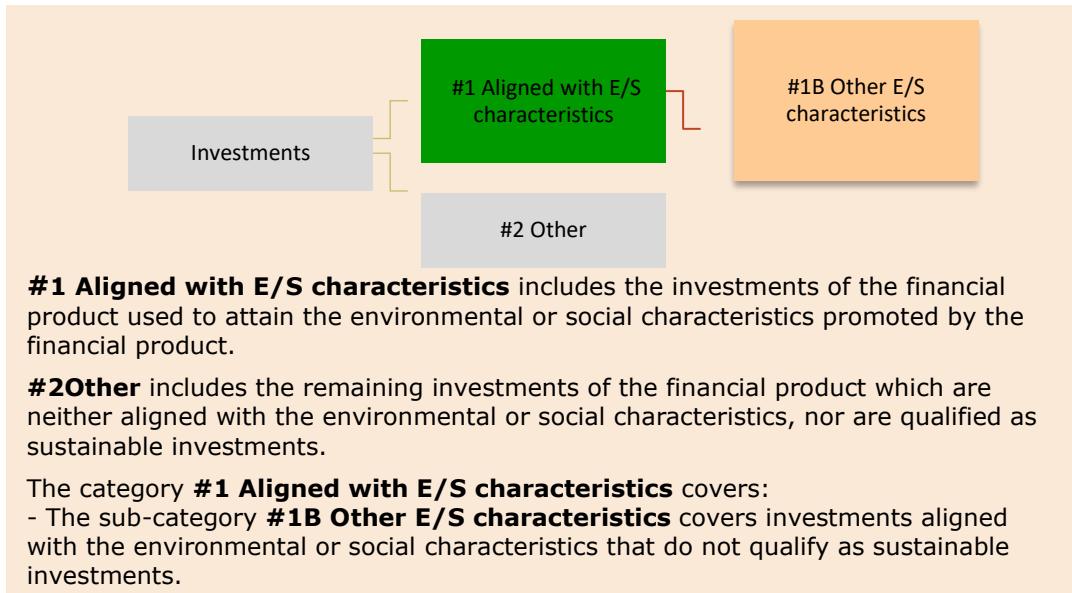 #1 Aligned with E/S
characteristics
#1B Other E/S
characteristics
Investments
#2 Other
#1 Aligned with E/S characteristics includes the investments of the financial
product used to attain the environmental or social characteristics promoted by the
financial product.
#2Other includes the remaining investments of the financial product which are
neither aligned with the environmental or social characteristics, nor are qualified as
sustainable investments.
The category #1 Aligned with E/S characteristics covers:
- The sub-category #1B Other E/S characteristics covers investments aligned
with the environmental or social characteristics that do not qualify as sustainable
investments.